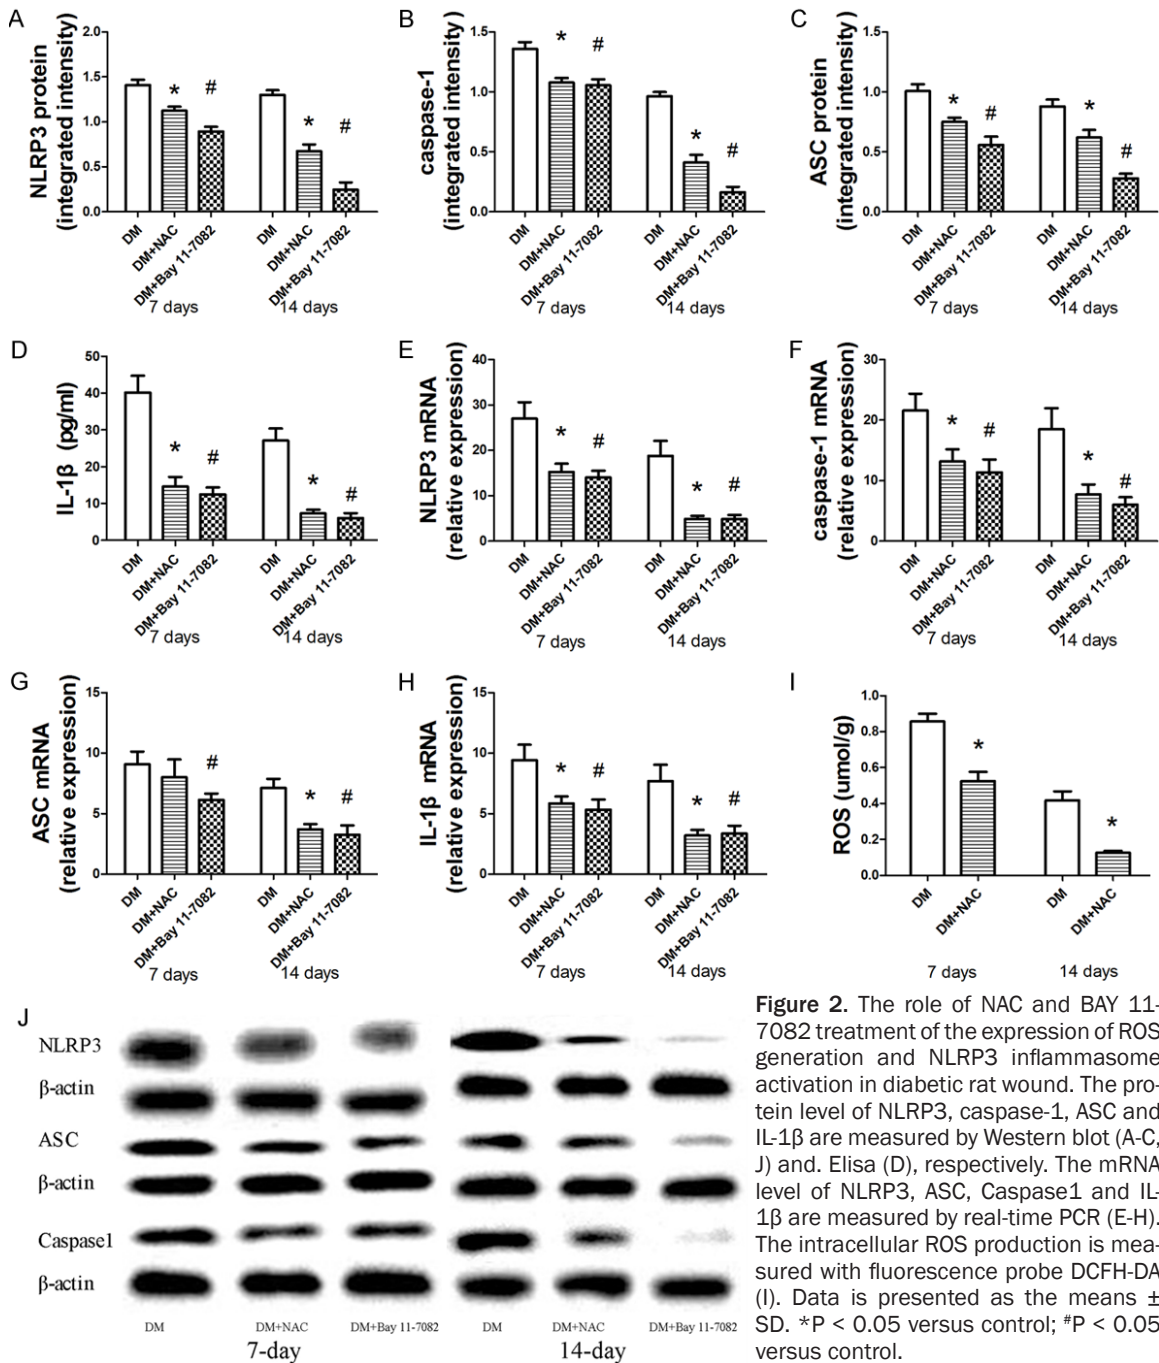 A
NLRP3 protein
(integrated intensity)
2.0
1.5
1.0
0.5
0.0
* #
* #
DM
DM+NAC
DM+Bay 11-7082
DM
DM+NAC
DM+Bay 11-7082
7 days
14 days
B
caspase-1
(integrated intensity)
1.5
1.0
0.5
0.0
* #
* #
DM
DM+NAC
DM+Bay 11-7082
DM
DM+NAC
DM+Bay 11-7082
7 days
14 days
C
ASC protein
(integrated intensity)
1.5
1.0
0.5
0.0
* #
* #
DM
DM+NAC
DM+Bay 11-7082
DM
DM+NAC
DM+Bay 11-7082
7 days
14 days
D
IL-1β (pg/ml)
50
40
30
20
10
0
* #
* #
DM
DM+NAC
DM+Bay 11-7082
DM
DM+NAC
DM+Bay 11-7082
7 days
14 days
E
NLRP3 mRNA
(relative expression)
40
30
20
10
0
* #
* #
DM
DM+NAC
DM+Bay 11-7082
DM
DM+NAC
DM+Bay 11-7082
7 days
14 days
F
caspase-1 mRNA
(relative expression)
30
20
10
0
* #
* #
DM
DM+NAC
DM+Bay 11-7082
DM
DM+NAC
DM+Bay 11-7082
7 days
14 days
G
ASC mRNA
(relative expression)
15
10
5
0
#
* #
DM
DM+NAC
DM+Bay 11-7082
DM
DM+NAC
DM+Bay 11-7082
7 days
14 days
H
IL-1β mRNA
(relative expression)
15
10
5
0
* #
* #
DM
DM+NAC
DM+Bay 11-7082
DM
DM+NAC
DM+Bay 11-7082
7 days
14 days
I
ROS (umol/g)
1.0
0.8
0.6
0.4
0.2
0.0
*
*
DM
DM+NAC
DM
DM+NAC
7 days
14 days
J
NLRP3
β-actin
ASC
β-actin
Caspase1
β-actin
DM DM+NAC DM+Bay 11-7082 DM DM+NAC DM+Bay 11-7082
7-day 14-day
Figure 2. The role of NAC and BAY 11-
7082 treatment of the expression of ROS
generation and NLRP3 inflammasome
activation in diabetic rat wound. The pro-
tein level of NLRP3, caspase-1, ASC and
IL-1β are measured by Western blot (A-C,
J) and. Elisa (D), respectively. The mRNA
level of NLRP3, ASC, Caspase1 and IL-
1β are measured by real-time PCR (E-H).
The intracellular ROS production is mea-
sured with fluorescence probe DCFH-DA
(I). Data is presented as the means ±
SD. *P < 0.05 versus control; #P < 0.05
versus control.